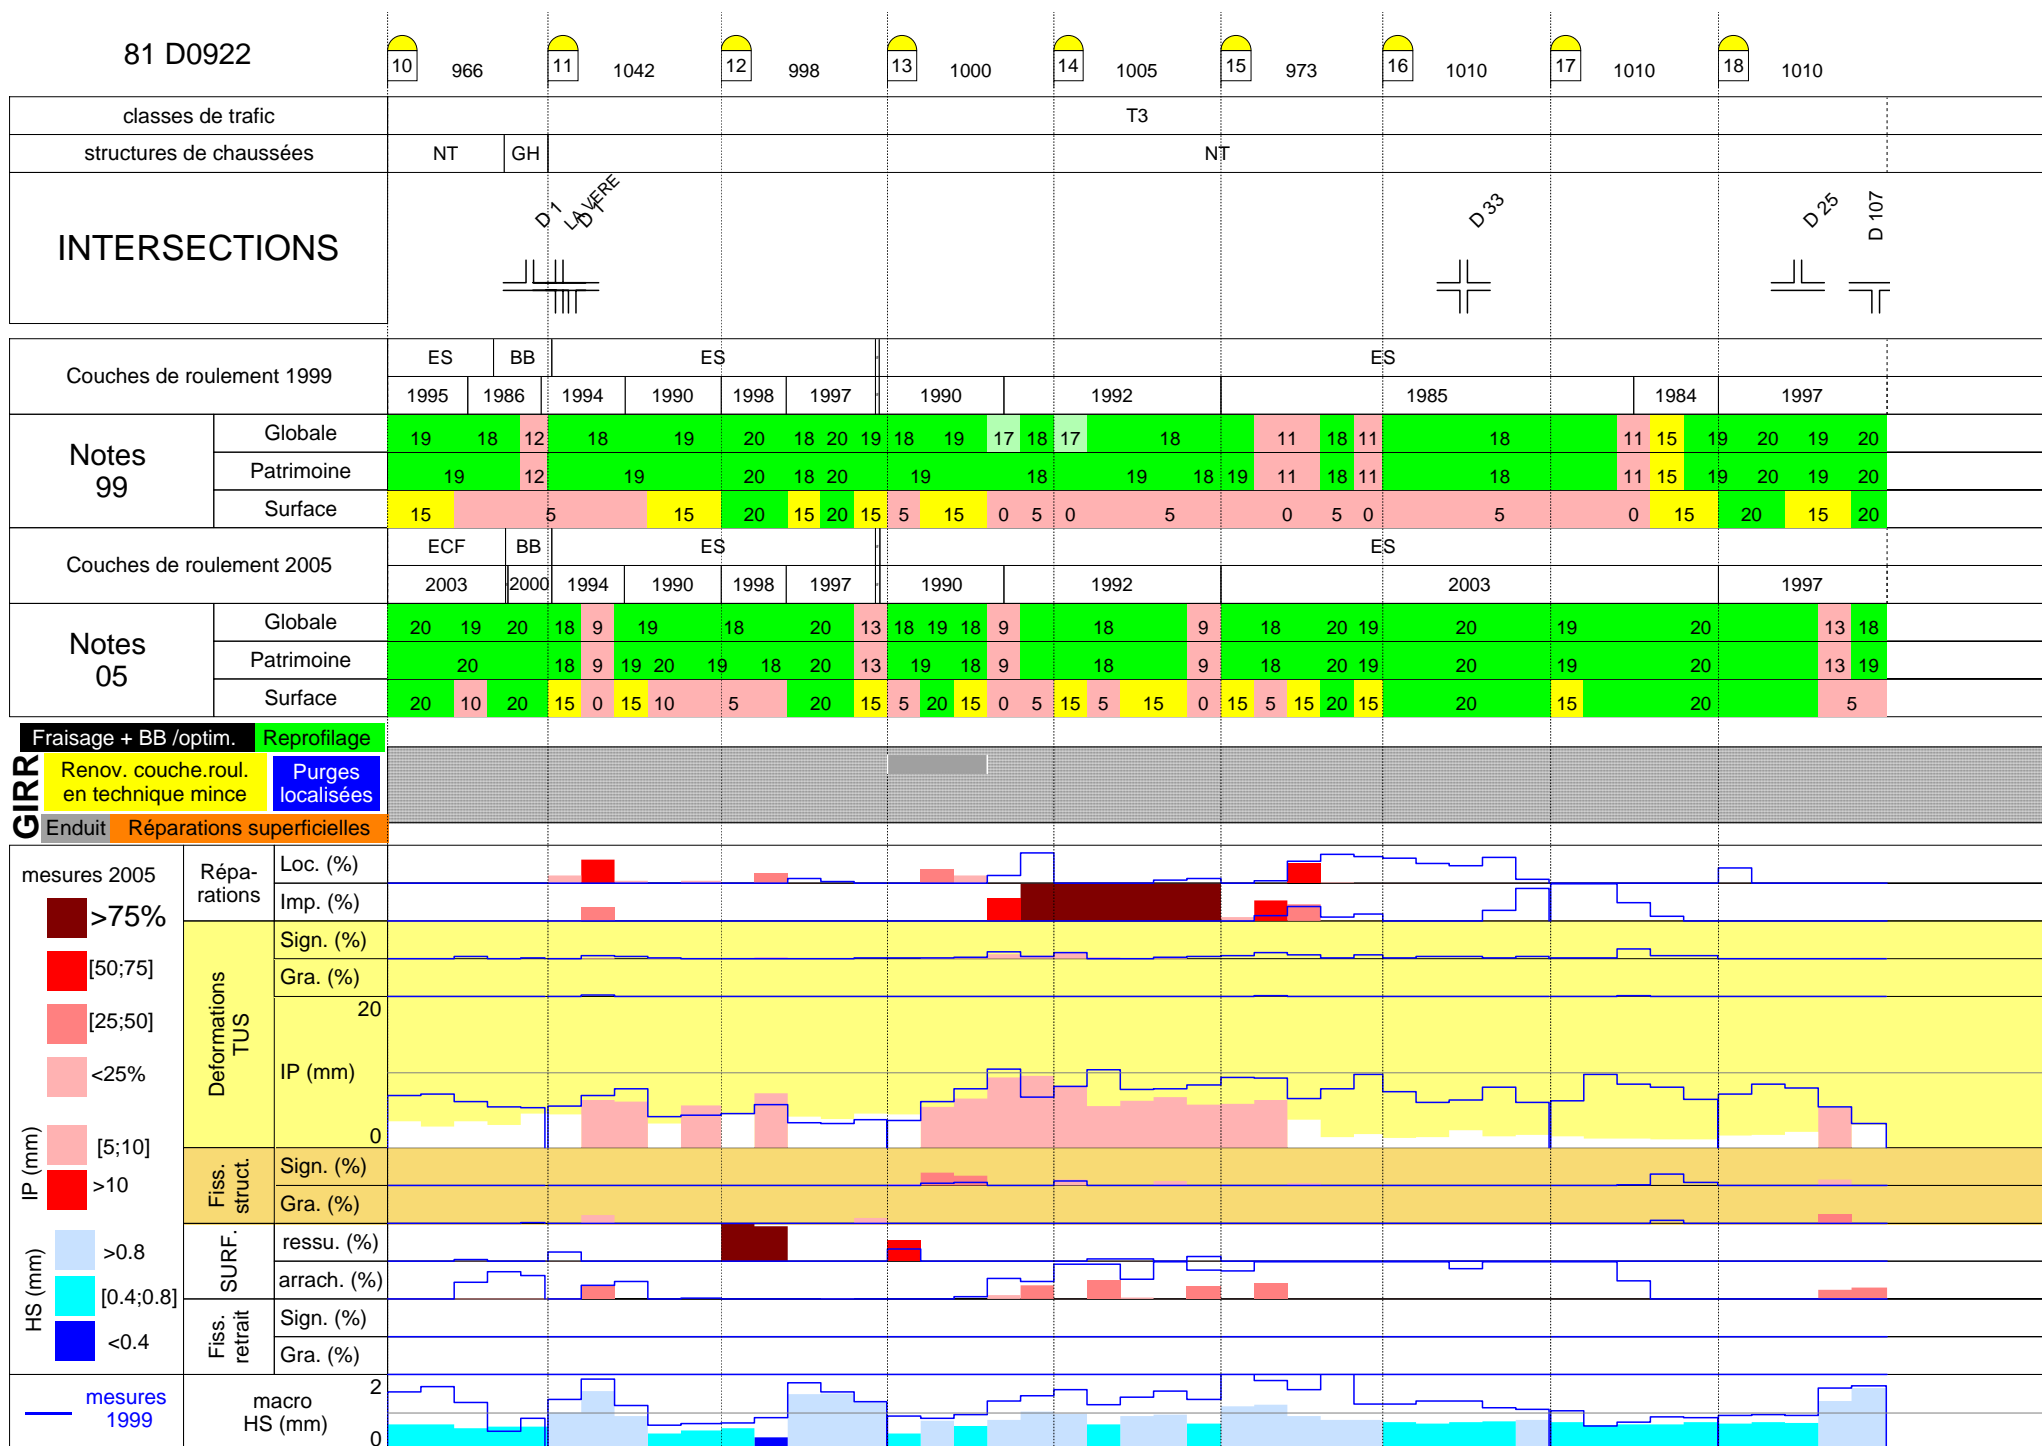 81 D0922
10 966 11 1042 12 998 13 1000 14 1005 15 973 16 1010 17 1010 18 1010
classes de trafic T3
structures de chaussées NT GH NT
INTERSECTIONS D 1 LA VERE D 1 D 33 D 25 D 107
Couches de roulement 1999
ES BB ES ES
1995 1986 1994 1990 1998 1997 1990 1992 1985 1984 1997
Notes 99
Globale 19 18 12 18 19 20 18 20 19 18 19 17 18 17 18 11 18 11 18 11 15 19 20 19 20
Patrimoine 19 12 19 20 18 20 19 18 19 18 19 11 18 11 18 11 15 19 20 19 20
Surface 15 5 15 20 15 20 15 5 15 0 5 0 5 0 5 0 5 0 15 20 15 20
Couches de roulement 2005
ECF BB ES ES
2003 2000 1994 1990 1998 1997 1990 1992 2003 1997
Notes 05
Globale 20 19 20 18 9 19 18 20 13 18 19 18 9 18 9 18 20 19 20 19 20 13 18
Patrimoine 20 18 9 19 20 19 18 20 13 19 18 9 18 9 18 20 19 20 19 20 13 19
Surface 20 10 20 15 0 15 10 5 20 15 5 20 15 0 5 15 5 15 0 15 5 15 20 15 20 15 20 5
GIRR
Fraisage + BB /optim. Reprofilage
Renov. couche.roul. en technique mince
Purges localisées
Enduit Réparations superficielles
mesures 2005
>75%
[50;75]
[25;50]
<25%
IP (mm)
[5;10]
>10
HS (mm)
>0.8
[0.4;0.8]
<0.4
mesures 1999
Répa-
rations
Loc. (%)
Imp. (%)
Deformations TUS
Sign. (%)
Gra. (%)
20
IP (mm)
0
Fiss. struct.
Sign. (%)
Gra. (%)
SURF.
ressu. (%)
arrach. (%)
Fiss. retrait
Sign. (%)
Gra. (%)
macro HS (mm)
2
0